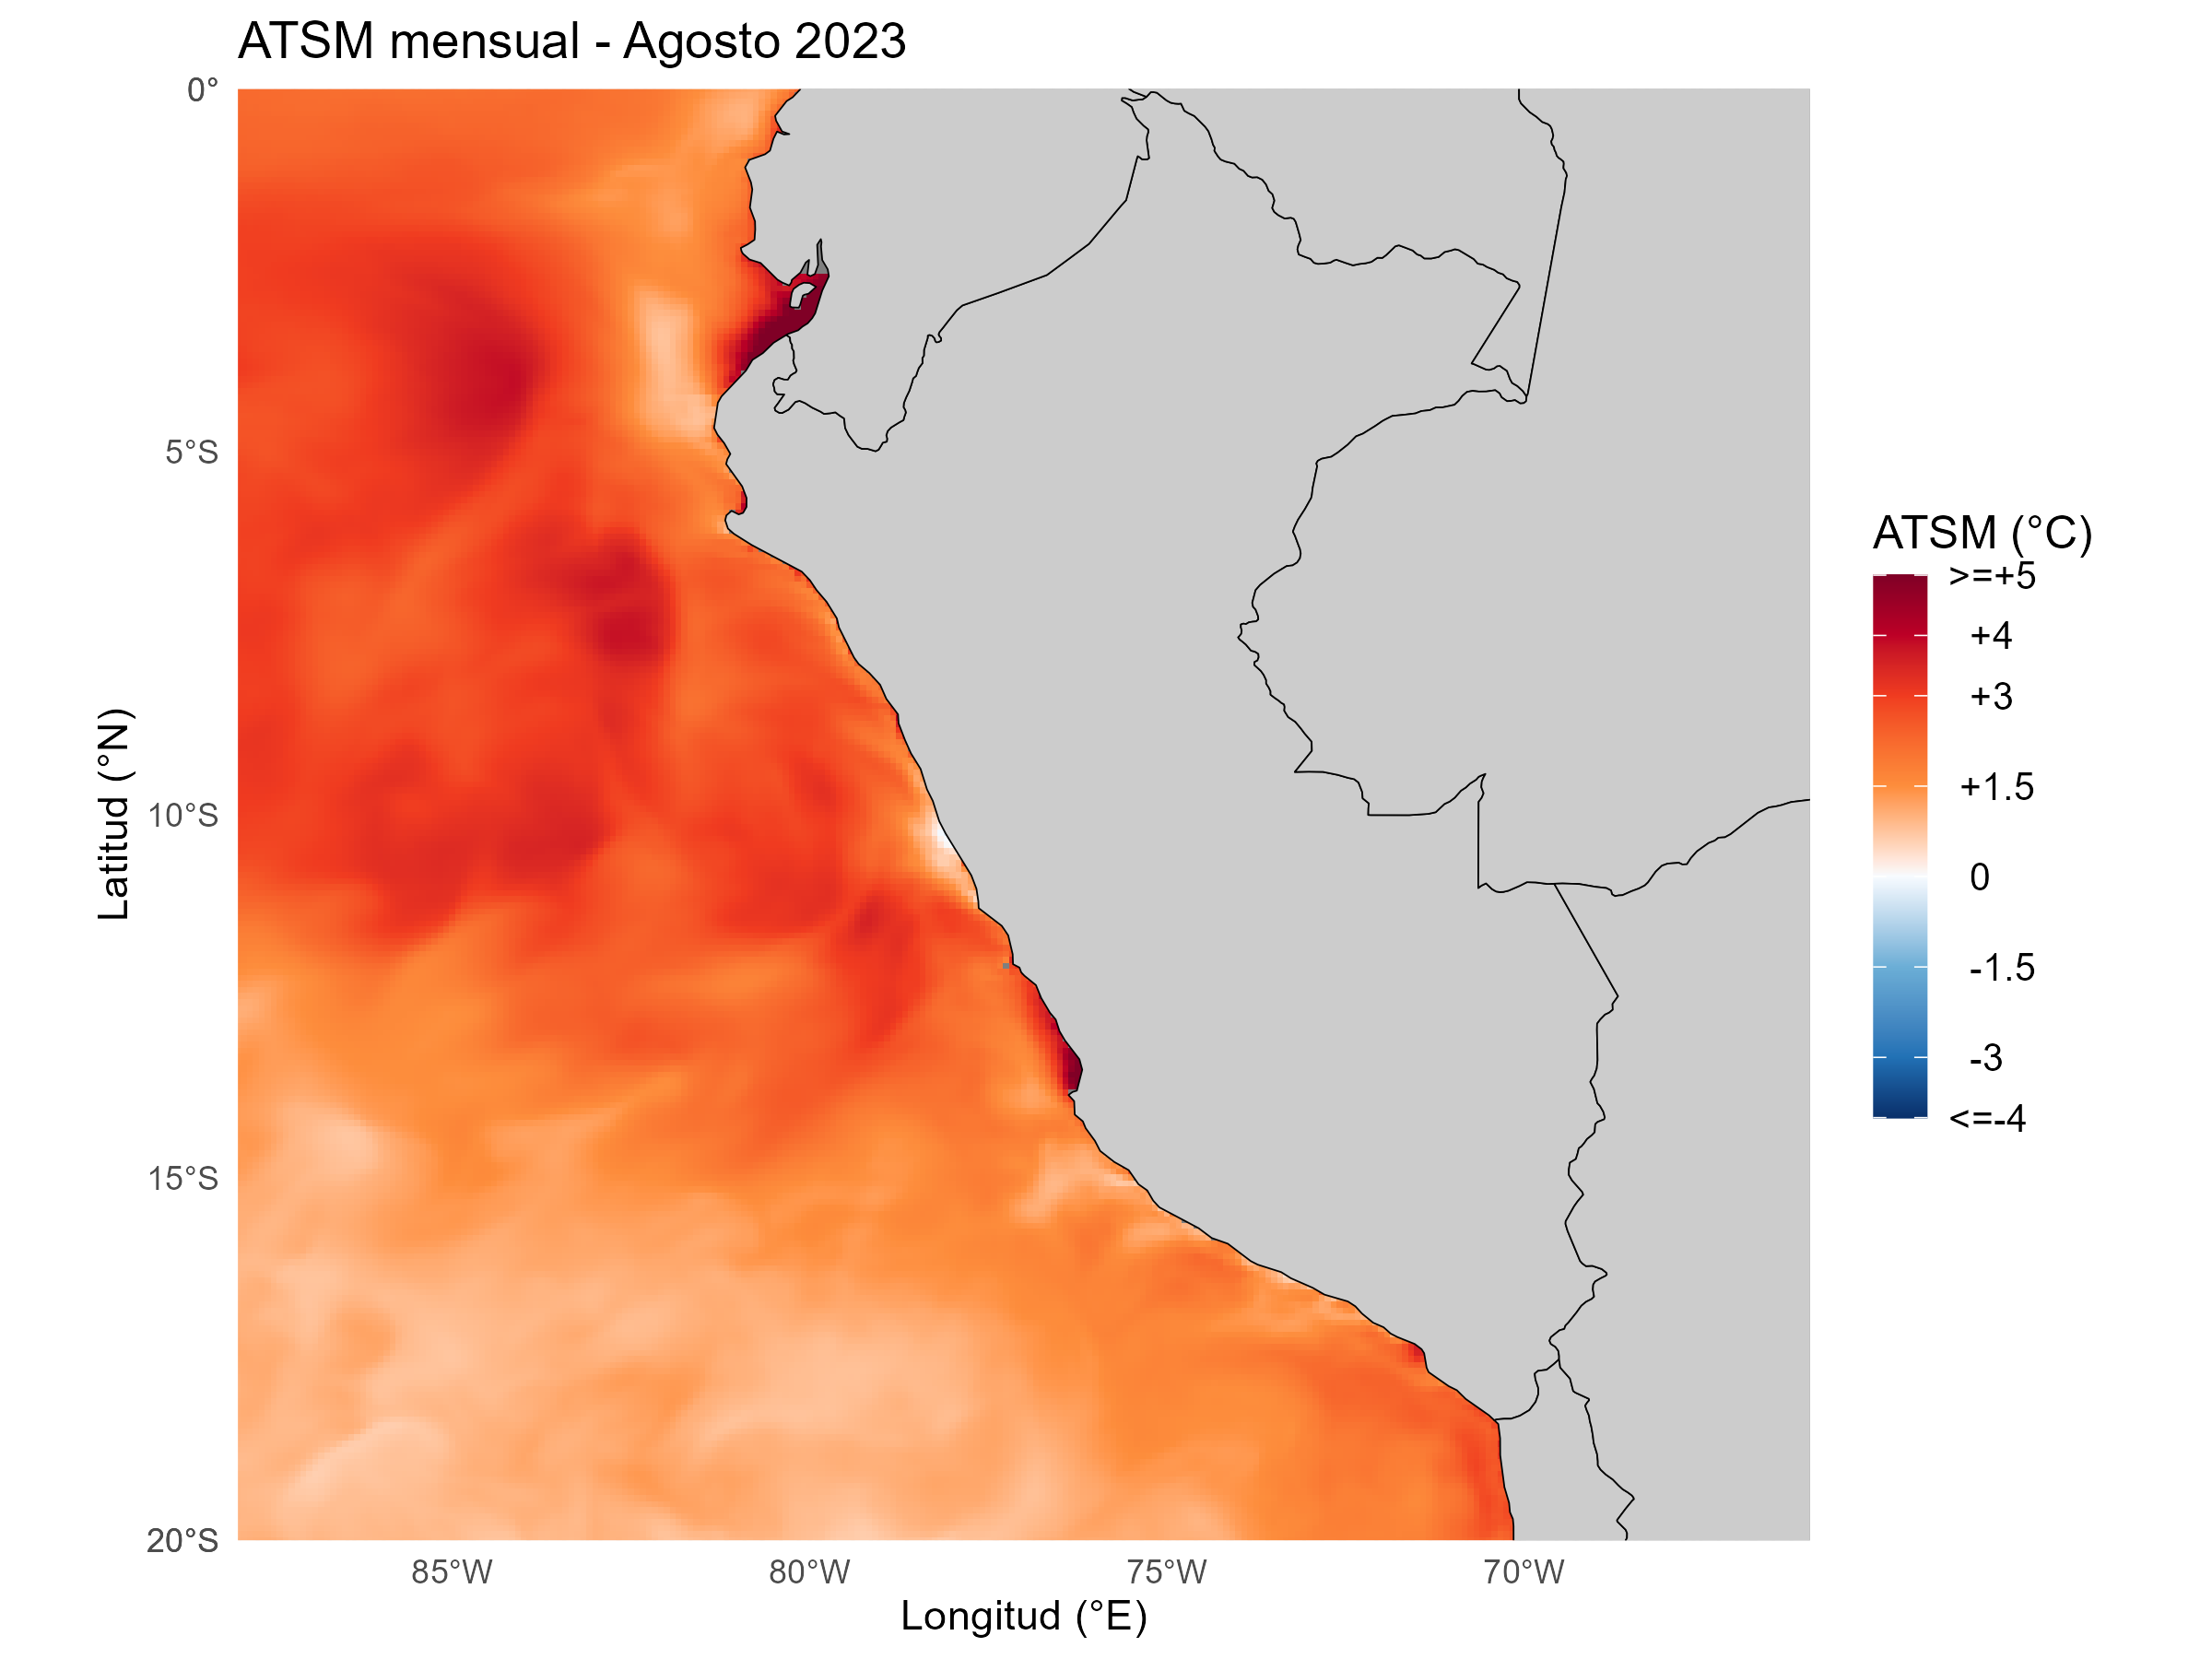 ATSM mensual - Agosto 2023
0°
5°S
10°S
15°S
20°S
Latitud (°N)
85°W
80°W
75°W
70°W
Longitud (°E)
ATSM (°C)
>=+5
+4
+3
+1.5
0
-1.5
-3
<=-4